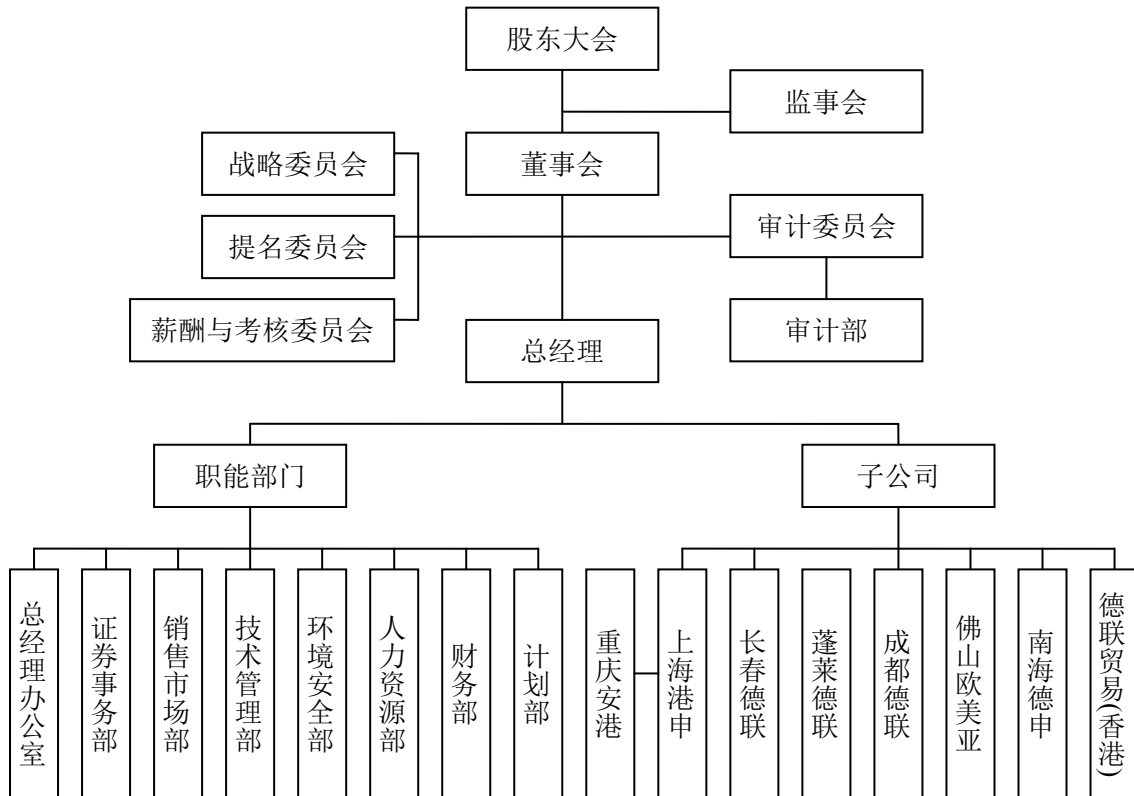 股东大会
监事会
战略委员会
董事会
提名委员会
审计委员会
薪酬与考核委员会
总经理
审计部
职能部门
子公司
总经理办公室
证券事务部
销售市场部
技术管理部
环境安全部
人力资源部
财务部
计划部
重庆安港
上海港申
长春德联
蓬莱德联
成都德联
佛山欧美亚
南海德申
德联贸易(香港)